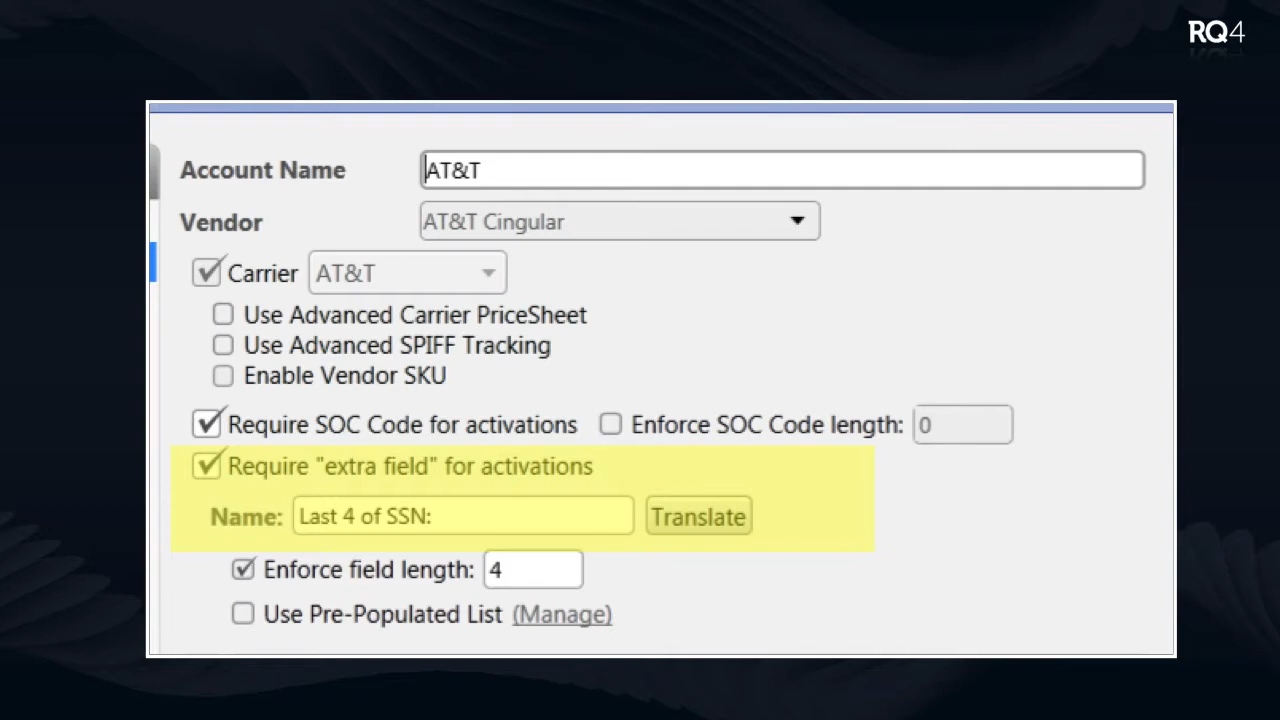 RQ4
Account Name AT&T
Vendor AT&T Cingular
Carrier AT&T
Use Advanced Carrier PriceSheet
Use Advanced SPIFF Tracking
Enable Vendor SKU
Require SOC Code for activations Enforce SOC Code length: 0
Require "extra field" for activations
Name: Last 4 of SSN: Translate
Enforce field length: 4
Use Pre-Populated List (Manage)